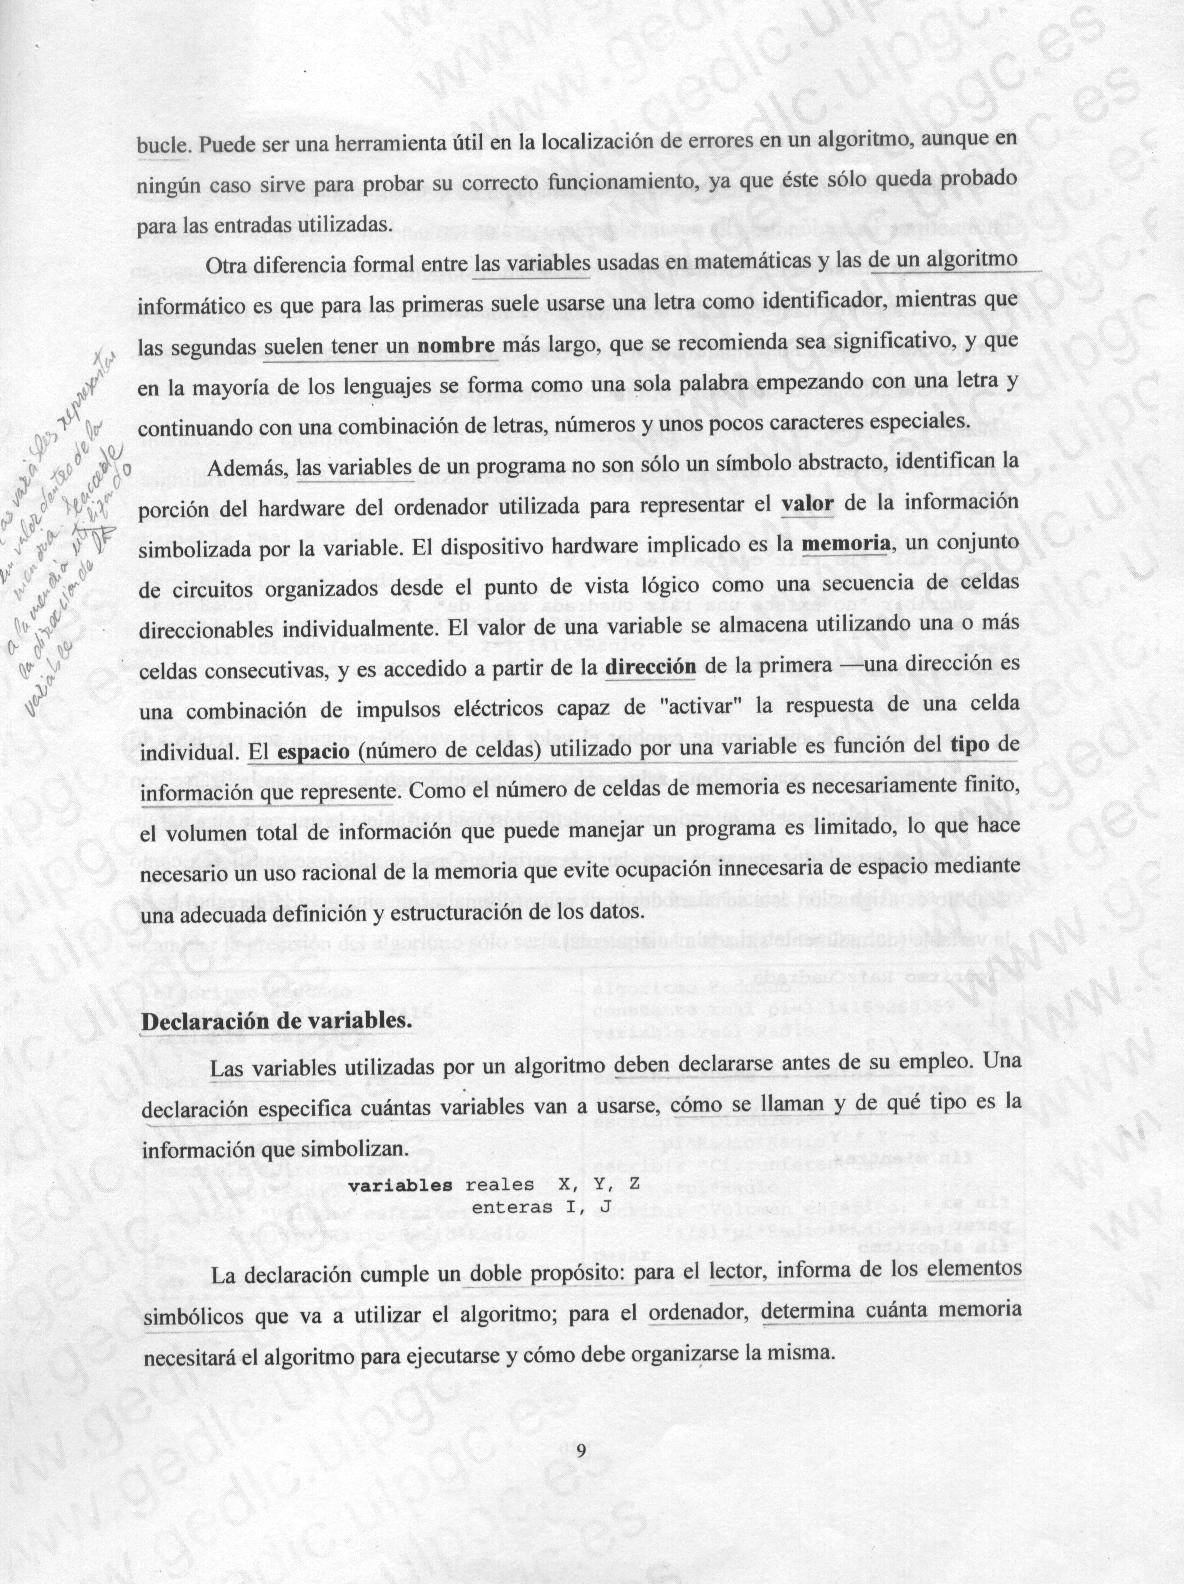 bucle. Puede ser una herramienta útil en la localización de errores en un algoritmo, aunque en
ningún caso sirve para probar su correcto funcionamiento, ya que éste sólo queda probado
para las entradas utilizadas.
Otra diferencia formal entre las variables usadas en matemáticas y las de un algoritmo
informático es que para las primeras suele usarse una letra como identificador, mientras que
las segundas suelen tener un nombre más largo, que se recomienda sea significativo, y que
en la mayoría de los lenguajes se forma como una sola palabra empezando con una letra y
continuando con una combinación de letras, números y unos pocos caracteres especiales.
Además, las variables de un programa no son sólo un símbolo abstracto, identifican la
porción del hardware del ordenador utilizada para representar el valor de la información
simbolizada por la variable. El dispositivo hardware implicado es la memoria, un conjunto
de circuitos organizados desde el punto de vista lógico como una secuencia de celdas
direccionables individualmente. El valor de una variable se almacena utilizando una o más
celdas consecutivas, y es accedido a partir de la dirección de la primera —una dirección es
una combinación de impulsos eléctricos capaz de "activar" la respuesta de una celda
individual. El espacio (número de celdas) utilizado por una variable es función del tipo de
información que represente. Como el número de celdas de memoria es necesariamente finito,
el volumen total de información que puede manejar un programa es limitado, lo que hace
necesario un uso racional de la memoria que evite ocupación innecesaria de espacio mediante
una adecuada definición y estructuración de los datos.
as variables representan
un valor dentro de la
se accede
a la
la dirección de la
variable
Declaración de variables.
Las variables utilizadas por un algoritmo deben declararse antes de su empleo. Una
declaración especifica cuántas variables van a usarse, cómo se llaman y de qué tipo es la
información que simbolizan.
variables reales X, Y, Z
enteras I, J
La declaración cumple un doble propósito: para el lector, informa de los elementos
simbólicos que va a utilizar el algoritmo; para el ordenador, determina cuánta memoria
necesitará el algoritmo para ejecutarse y cómo debe organizarse la misma.
9
www.gedlc.ulpgc.es